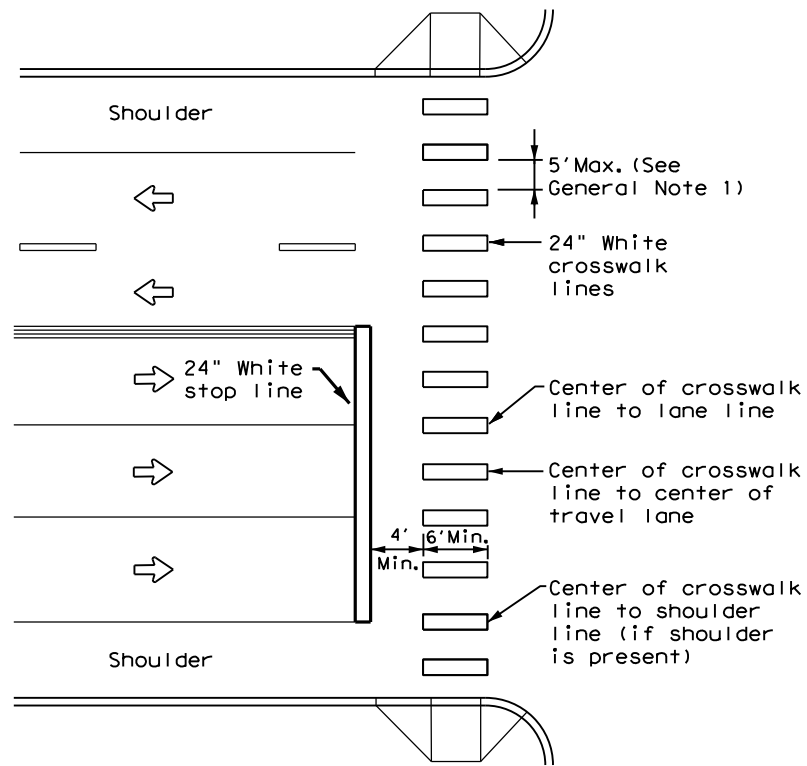 Shoulder
5' Max. (See
General Note 1)
24" White
crosswalk
lines
24" White
stop line
Center of crosswalk
line to lane line
Center of crosswalk
line to center of
travel lane
4'
Min.
6' Min.
Center of crosswalk
line to shoulder
line (if shoulder
is present)
Shoulder